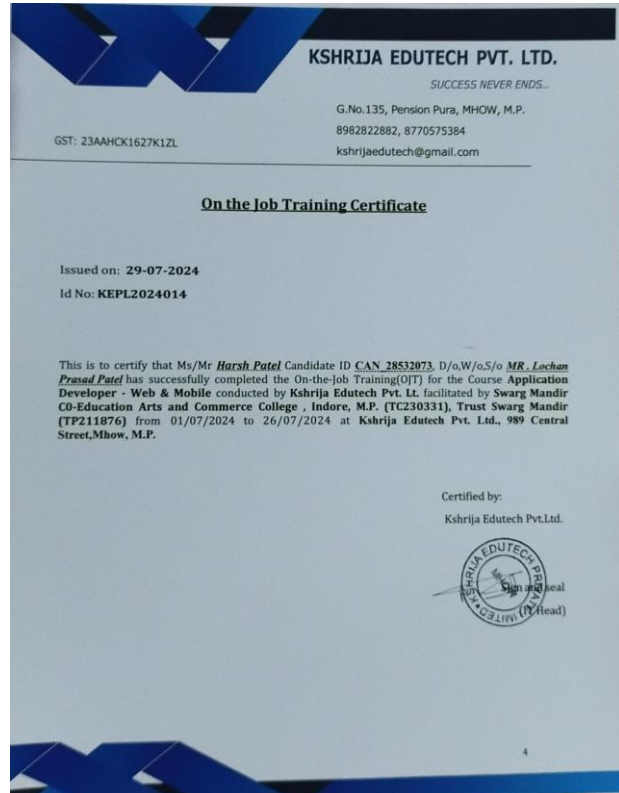 KSHRIJA EDUTECH PVT. LTD.
SUCCESS NEVER ENDS...
G.No.135, Pension Pura, MHOW, M.P.
8982822882, 8770575384
GST: 23AAHCK1627K1ZL
kshrijaedutech@gmail.com
On the Job Training Certificate
Issued on: 29-07-2024
Id No: KEPL2024014
This is to certify that Ms/Mr Harsh Patel Candidate ID CAN_28532073, D/o,W/o,S/o MR . Lochan
Prasad Patel has successfully completed the On-the-Job Training(OJT) for the Course Application
Developer - Web & Mobile conducted by Kshrija Edutech Pvt. Lt. facilitated by Swarg Mandir
C0-Education Arts and Commerce College , Indore, M.P. (TC230331), Trust Swarg Mandir
(TP211876) from 01/07/2024 to 26/07/2024 at Kshrija Edutech Pvt. Ltd., 989 Central
Street,Mhow, M.P.
Certified by:
Kshrija Edutech Pvt.Ltd.
KSHRIJA EDUTECH PRIVATE LIMITED
MHOW
Sign and seal
(IT Head)
4